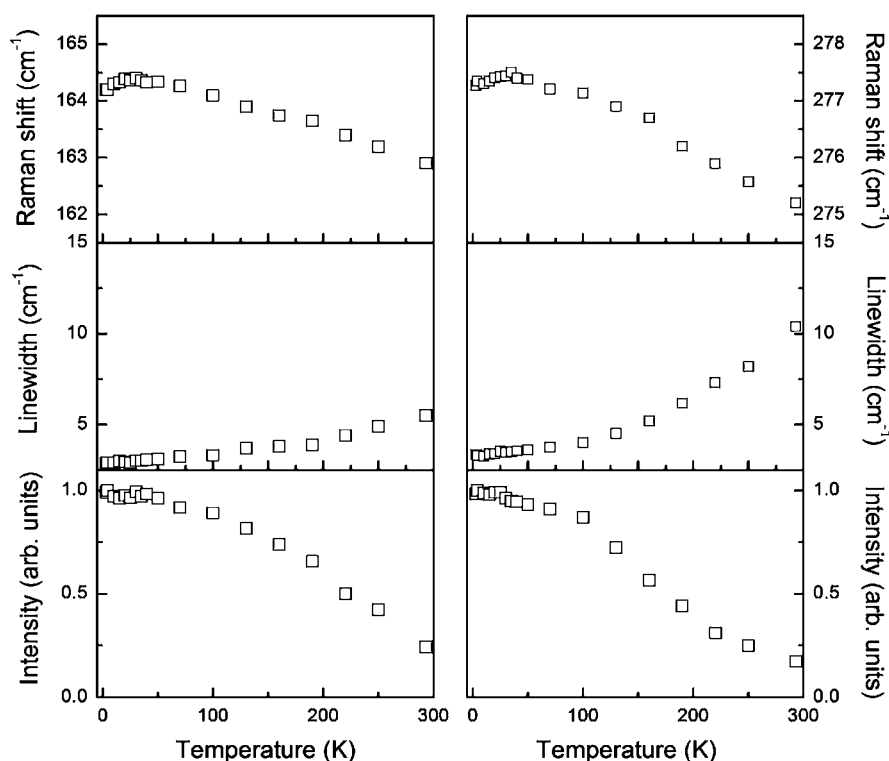 Raman shift (cm⁻¹)
165
164
163
162
278
277
276
275
Raman shift (cm⁻¹)
Linewidth (cm⁻¹)
15
10
5
15
10
5
Linewidth (cm⁻¹)
Intensity (arb. units)
1.0
0.5
0.0
1.0
0.5
0.0
Intensity (arb. units)
0 100 200 300
0 100 200 300
Temperature (K)
Temperature (K)